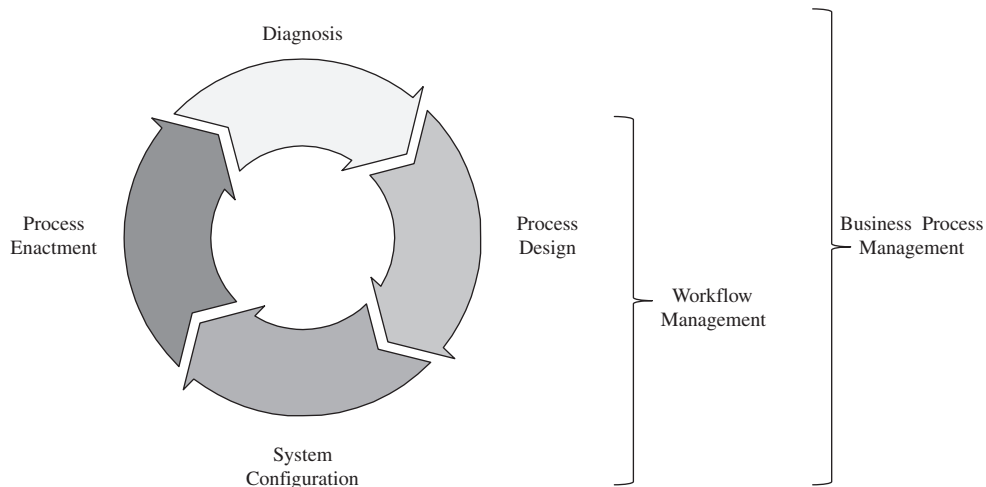 Diagnosis
Process
Enactment
Process
Design
Business Process
Management
Workflow
Management
System
Configuration